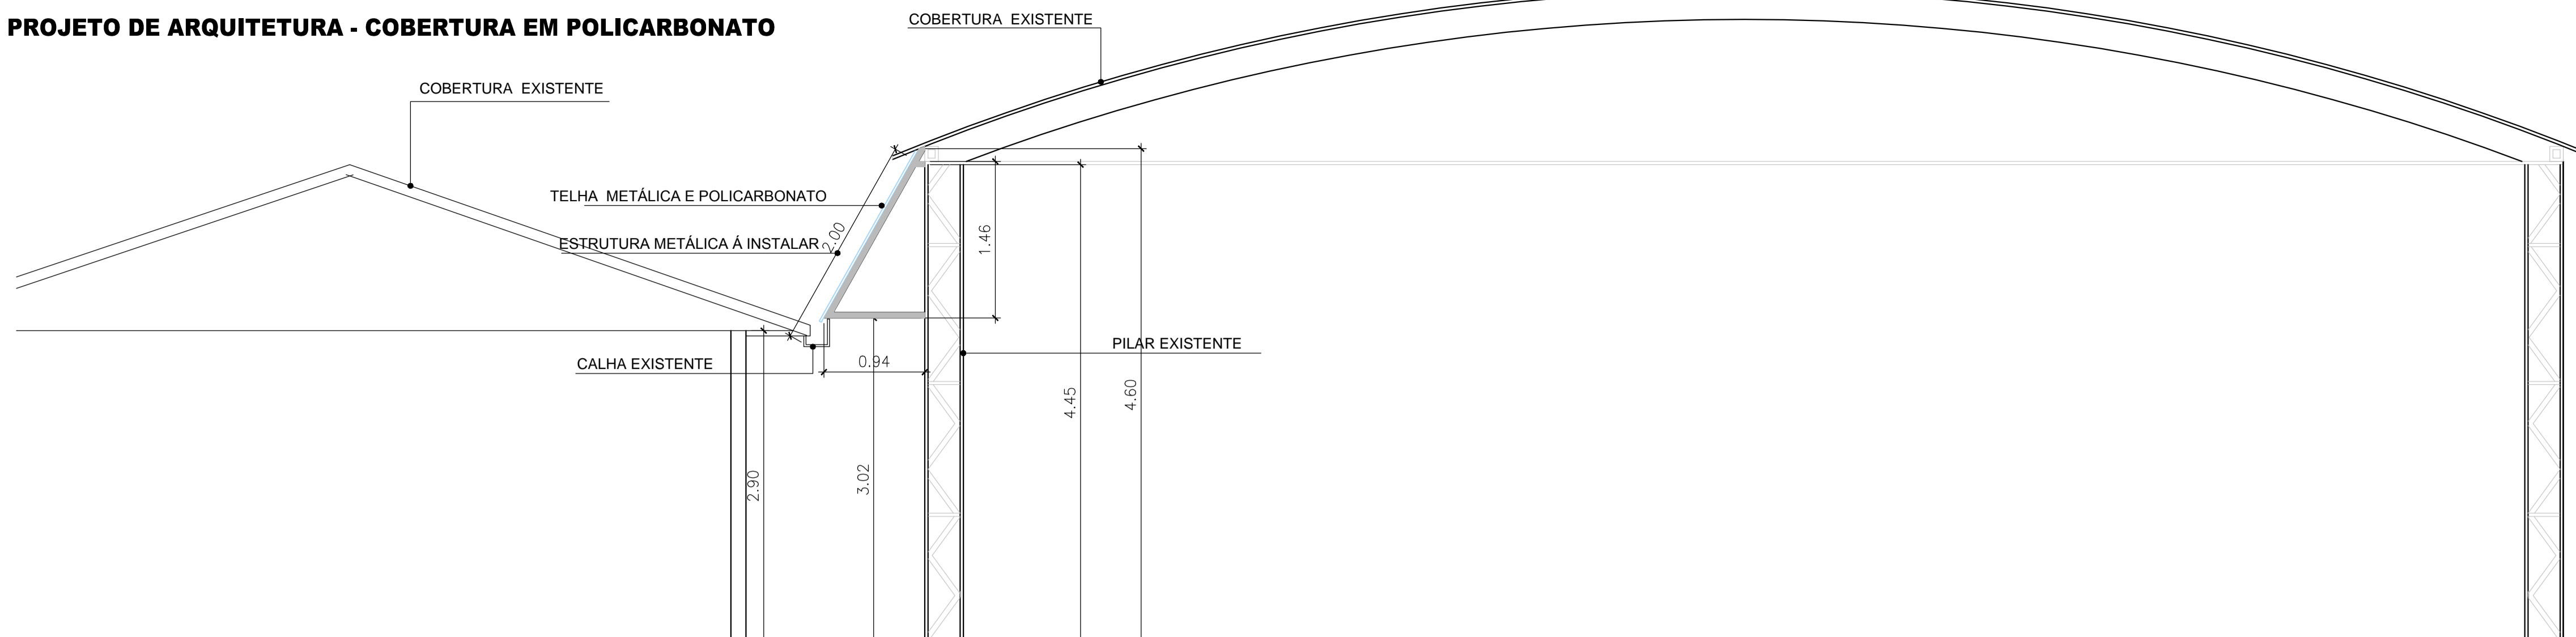 PROJETO DE ARQUITETURA - COBERTURA EM POLICARBONATO
COBERTURA EXISTENTE
COBERTURA EXISTENTE
TELHA METÁLICA E POLICARBONATO
2.00
ESTRUTURA METÁLICA Á INSTALAR
1.46
PILAR EXISTENTE
CALHA EXISTENTE
0.94
4.45
4.60
2.90
3.02